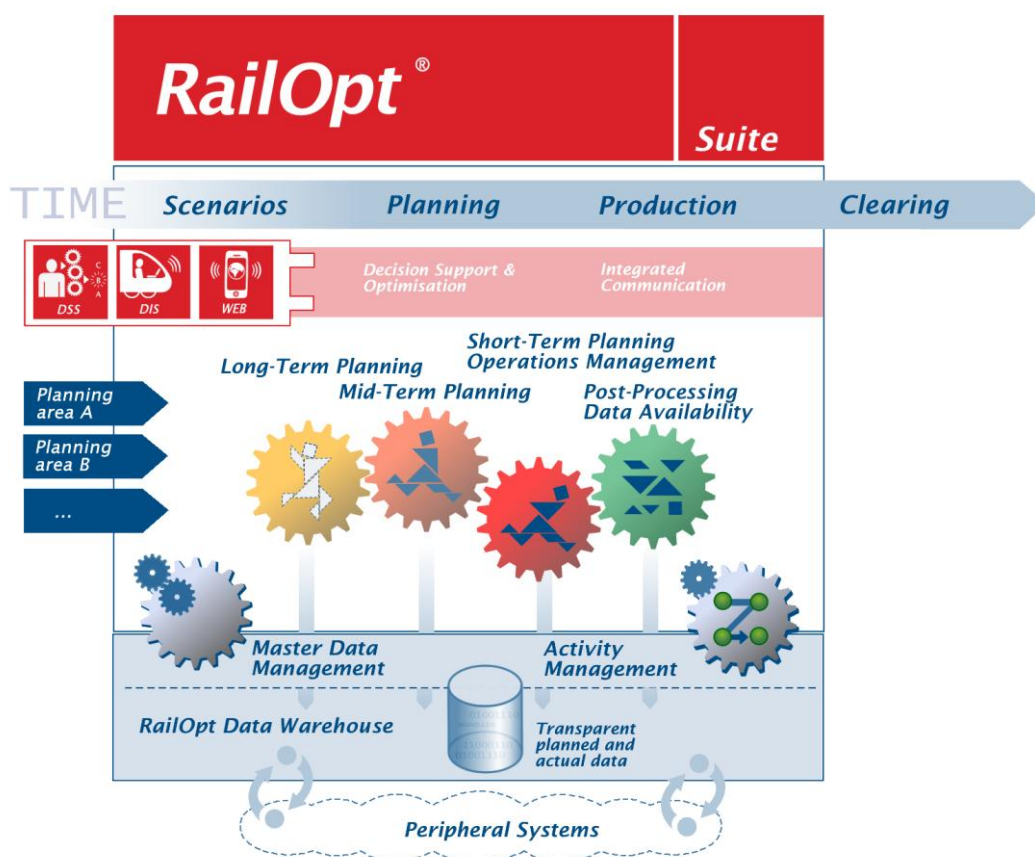 RailOpt ®
Suite
TIME
Scenarios
Planning
Production
Clearing
DSS
DIS
WEB
C
B
A
Decision Support &
Optimisation
Integrated
Communication
Long-Term Planning
Mid-Term Planning
Short-Term Planning
Operations Management
Post-Processing
Data Availability
Planning
area A
Planning
area B
...
Master Data
Management
Activity
Management
RailOpt Data Warehouse
Transparent
planned and
actual data
Peripheral Systems